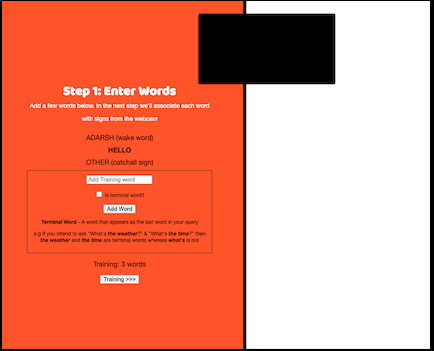 Step 1: Enter Words
Add a few words below. In the next step we'll associate each word
with signs from the webcam
ADARSH (wake word)
HELLO
OTHER (catchall sign)
Add Training word
Is terminal word?
Add Word
Terminal Word - A word that appears as the last word in your query
e.g If you intend to ask "What's the weather?" & "What's the time?" then
the weather and the time are terminal words whereas what's is not
Training: 3 words
Training >>>